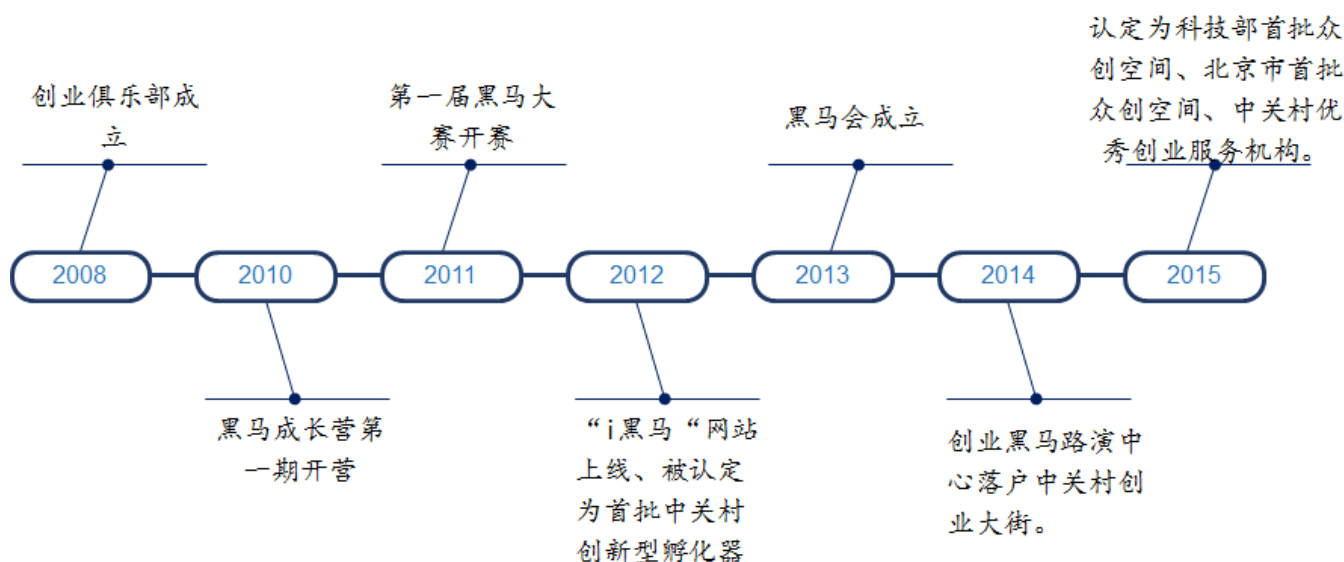 认定为科技部首批众
创空间、北京市首批
众创空间、中关村优
秀创业服务机构。
创业俱乐部成
立
第一届黑马大
赛开赛
黑马会成立
2008
2010
2011
2012
2013
2014
2015
黑马成长营第
一期开营
“i黑马“网站
上线、被认定
为首批中关村
创新型孵化器
创业黑马路演中
心落户中关村创
业大街。